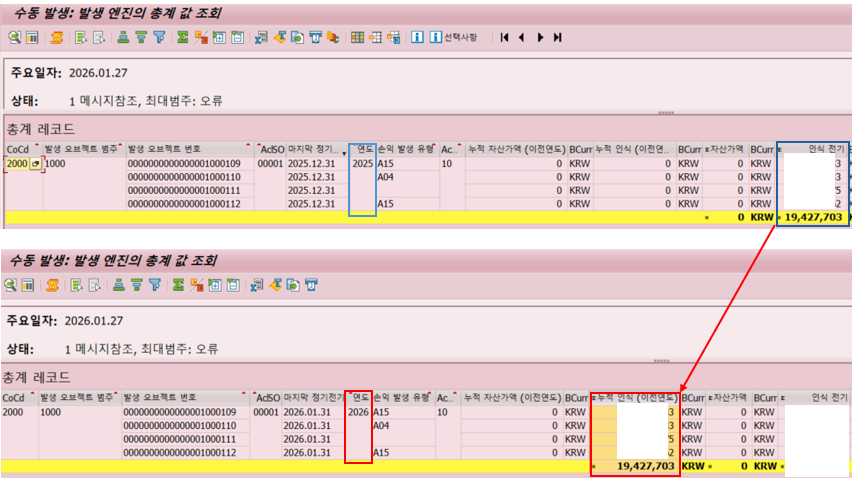 수동 발생: 발생 엔진의 총계 값 조회
선택사항
주요일자: 2026.01.27
상태: 1 메시지참조, 최대범주: 오류
총계 레코드
CoCd 발생 오브젝트 범주 발생 오브젝트 번호 AclSO 마지막 정기... 연도 손익 발생 유형 Ac... 누적 자산가액 (이전연도) BCurr 누적 인식 (이전연... BCurr 자산가액 BCurr 인식 전기
2000 1000 000000000000001000109 00001 2025.12.31 2025 A15 10 0 KRW 0 KRW 0 KRW 3
000000000000001000110 2025.12.31 A04 0 KRW 0 KRW 0 KRW 3
000000000000001000111 2025.12.31 0 KRW 0 KRW 0 KRW 5
000000000000001000112 2025.12.31 A15 0 KRW 0 KRW 0 KRW 2
0 KRW 19,427,703
수동 발생: 발생 엔진의 총계 값 조회
주요일자: 2026.01.27
상태: 1 메시지참조, 최대범주: 오류
총계 레코드
CoCd 발생 오브젝트 범주 발생 오브젝트 번호 AclSO 마지막 정기전기 연도 손익 발생 유형 Ac... 누적 자산가액 (이전연도) BCurr 누적 인식 (이전연도) BCurr 자산가액 BCurr 인식 전기
2000 1000 000000000000001000109 00001 2026.01.31 2026 A15 10 0 KRW 3 KRW 0 KRW
000000000000001000110 2026.01.31 A04 0 KRW 3 KRW 0 KRW
000000000000001000111 2026.01.31 0 KRW 5 KRW 0 KRW
000000000000001000112 2026.01.31 A15 0 KRW 2 KRW 0 KRW
19,427,703 KRW 0 KRW